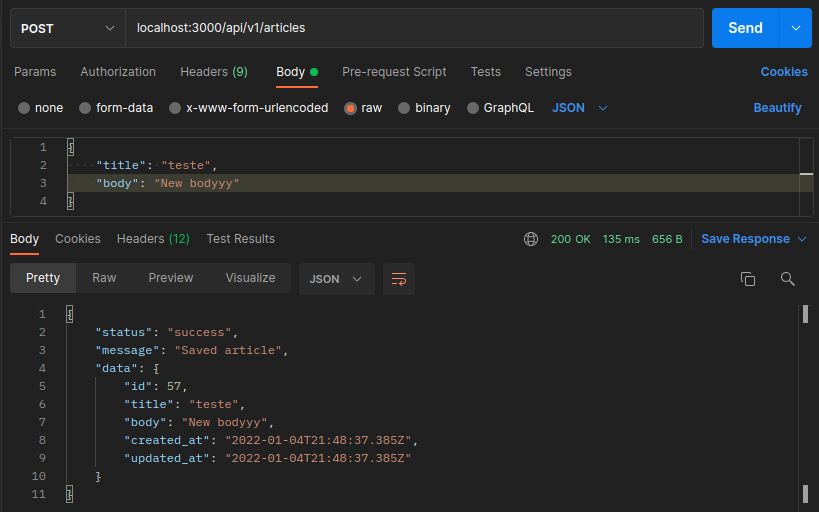 POST localhost:3000/api/v1/articles Send
Params Authorization Headers (9) Body Pre-request Script Tests Settings Cookies
none form-data x-www-form-urlencoded raw binary GraphQL JSON Beautify
1 {
2 "title": "teste",
3 "body": "New bodyyy"
4 }
Body Cookies Headers (12) Test Results 200 OK 135 ms 656 B Save Response
Pretty Raw Preview Visualize JSON
1 {
2 "status": "success",
3 "message": "Saved article",
4 "data": {
5 "id": 57,
6 "title": "teste",
7 "body": "New bodyyy",
8 "created_at": "2022-01-04T21:48:37.385Z",
9 "updated_at": "2022-01-04T21:48:37.385Z"
10 }
11 }